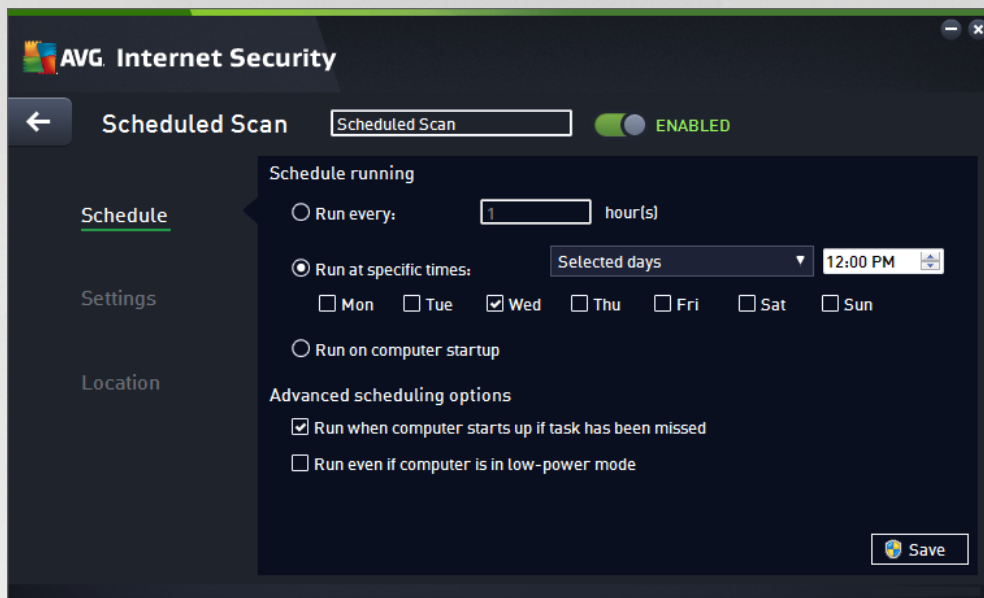 AVG. Internet Security
Scheduled Scan Scheduled Scan ENABLED
Schedule
Settings
Location
Schedule running
Run every: 1 hour(s)
Run at specific times: Selected days 12:00 PM
Mon Tue Wed Thu Fri Sat Sun
Run on computer startup
Advanced scheduling options
Run when computer starts up if task has been missed
Run even if computer is in low-power mode
Save